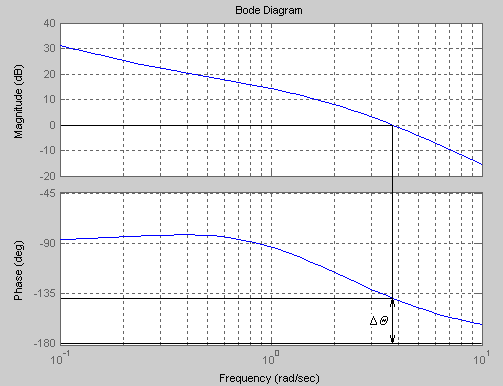 Bode Diagram
Magnitude (dB)
40
30
20
10
0
-10
-20
Phase (deg)
-45
-90
-135
-180
ΔΘ
10^-1
10^0
10^1
Frequency (rad/sec)